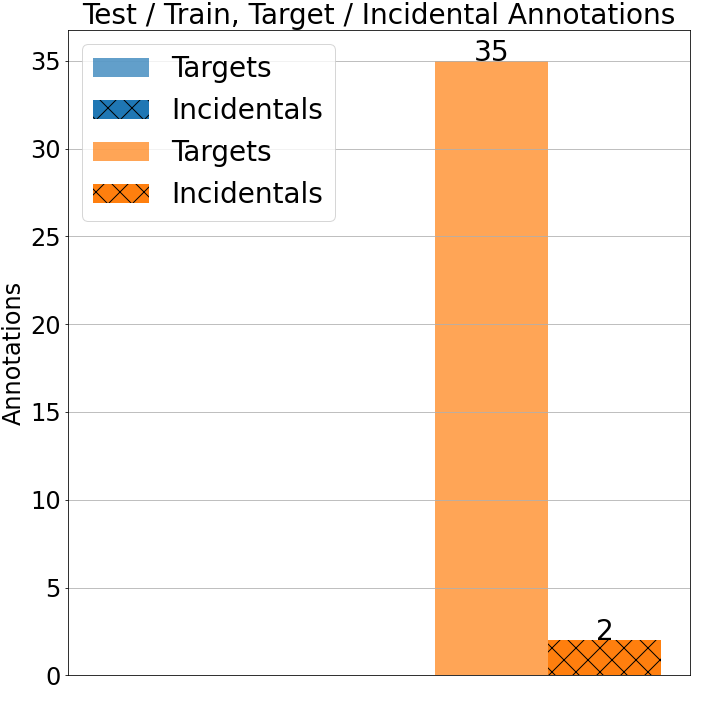 Test / Train, Target / Incidental Annotations
Targets
Incidentals
Targets
Incidentals
35
2
Annotations
35
30
25
20
15
10
5
0